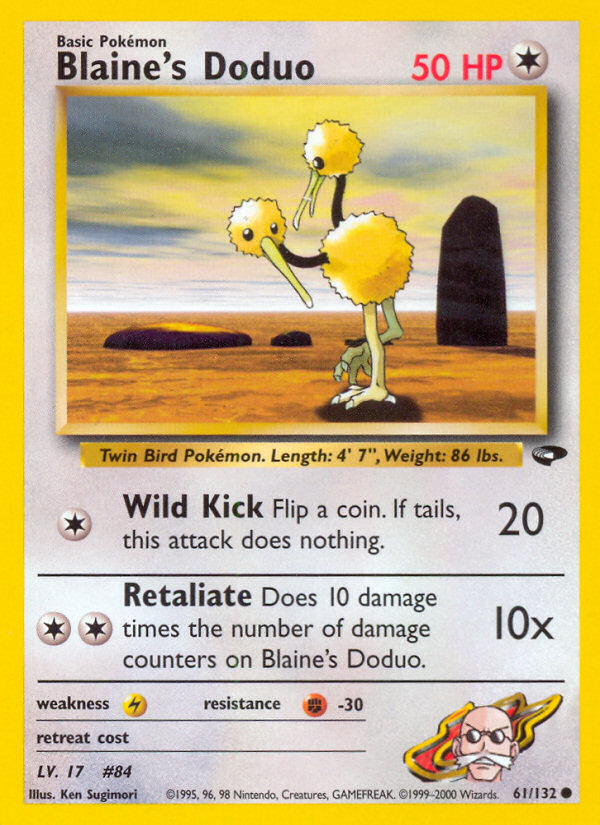 Basic Pokémon
Blaine's Doduo 50 HP
Twin Bird Pokémon. Length: 4' 7", Weight: 86 lbs.
Wild Kick Flip a coin. If tails,
this attack does nothing.
20
Retaliate Does 10 damage
times the number of damage
counters on Blaine's Doduo.
10x
weakness resistance -30
retreat cost
LV. 17 #84
Illus. Ken Sugimori ©1995, 96, 98 Nintendo, Creatures, GAMEFREAK. ©1999-2000 Wizards. 61/132